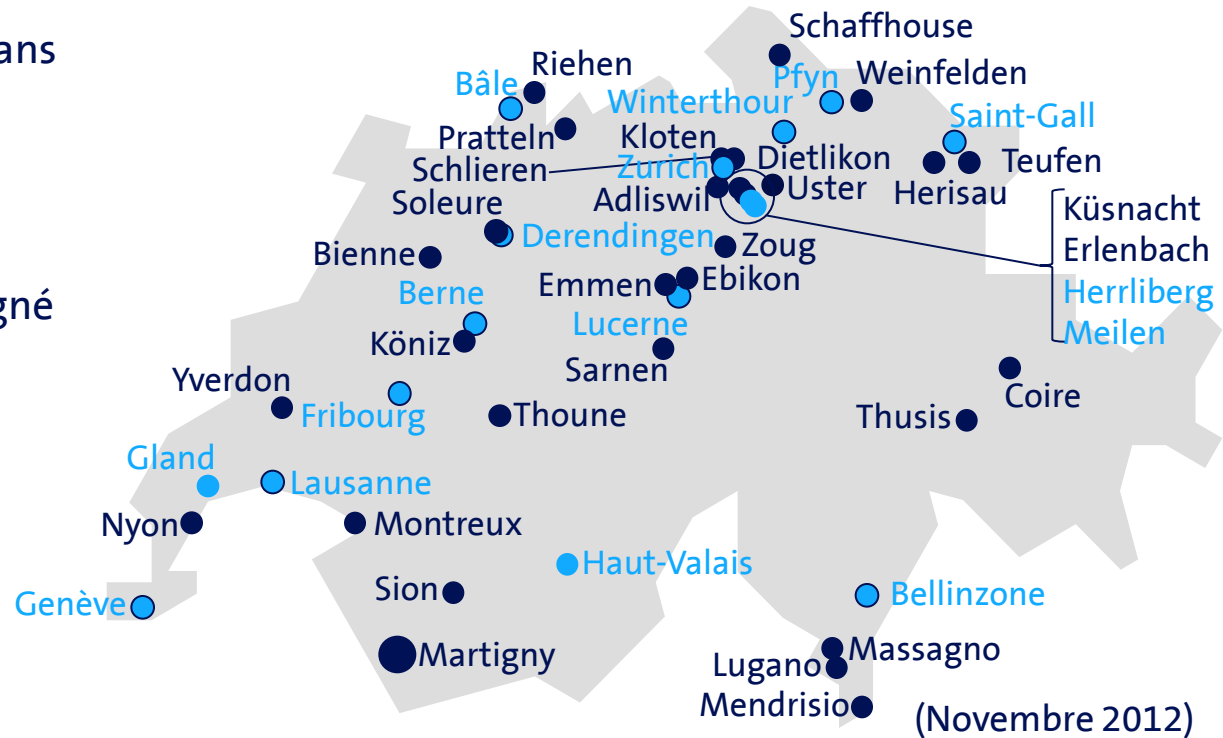 ans
gné
Schaffhouse
Riehen
Bâle
Pfyn
Weinfelden
Winterthour
Saint-Gall
Pratteln
Kloten
Schlieren
Zurich
Dietlikon
Teufen
Soleure
Adliswil
Uster
Herisau
Küsnacht
Erlenbach
Herrliberg
Meilen
Derendingen
Zoug
Bienne
Emmen
Ebikon
Berne
Lucerne
Köniz
Sarnen
Yverdon
Fribourg
Thoune
Thusis
Coire
Gland
Lausanne
Nyon
Montreux
Haut-Valais
Sion
Genève
Bellinzone
Martigny
Massagno
Lugano
Mendrisio
(Novembre 2012)